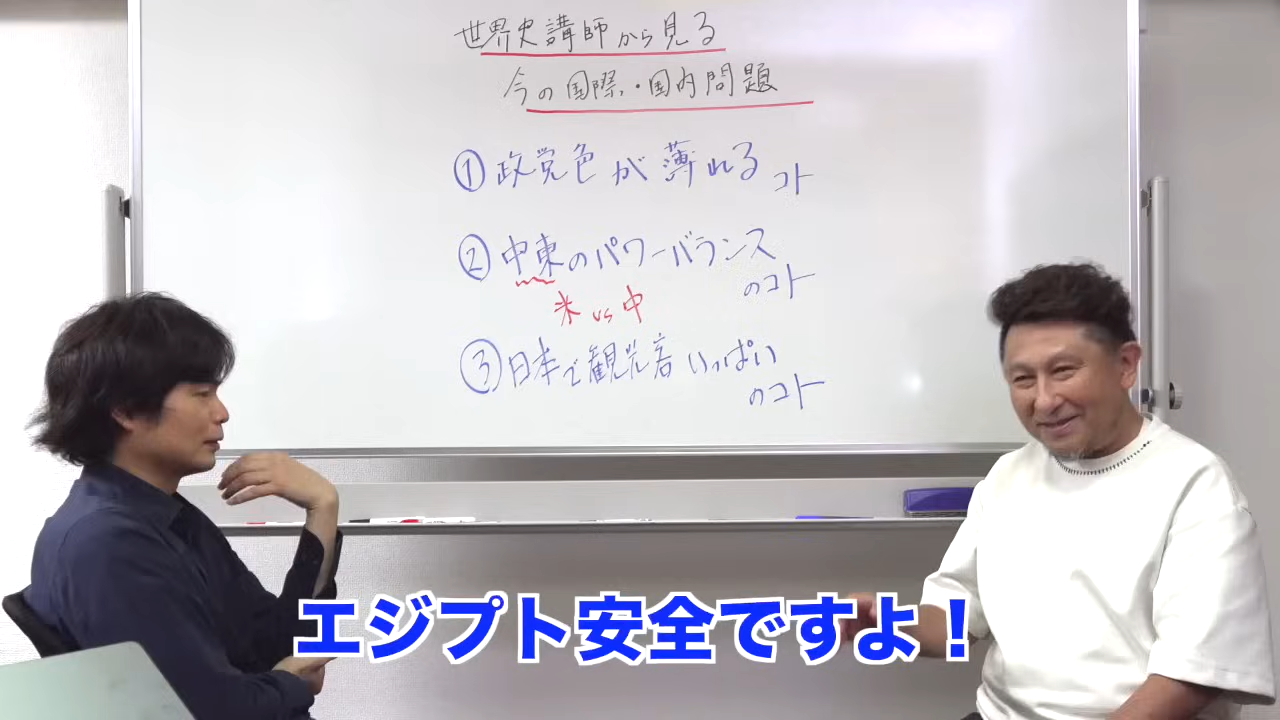 世界史講師から見る
今の国際・国内問題
①政党色が薄れるコト
②中東のパワーバランス
のコト
米 vs 中
③日本で観光客いっぱい
のコト
エジプト安全ですよ！